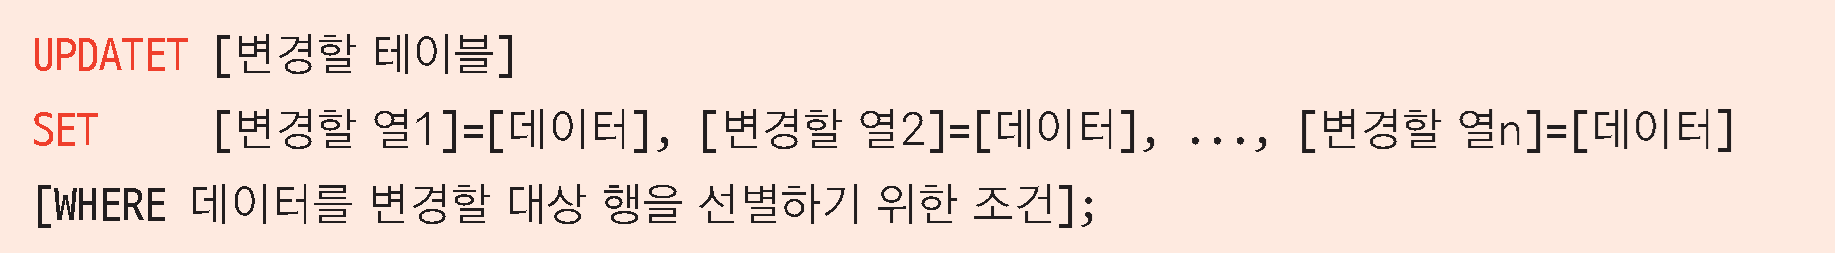 UPDATET [변경할 테이블]
SET [변경할 열1]=[데이터], [변경할 열2]=[데이터], ..., [변경할 열n]=[데이터]
[WHERE 데이터를 변경할 대상 행을 선별하기 위한 조건];